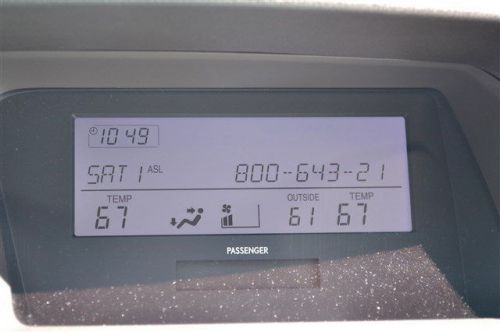 10 49
SAT 1 ASL 800-643-21
TEMP OUTSIDE TEMP
67 61 67
PASSENGER